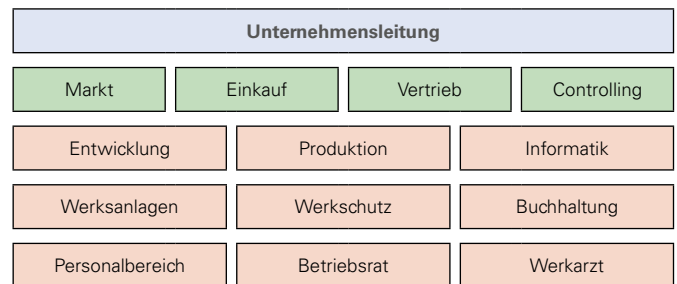 Unternehmensleitung
Markt Einkauf Vertrieb Controlling
Entwicklung Produktion Informatik
Werksanlagen Werkschutz Buchhaltung
Personalbereich Betriebsrat Werkarzt